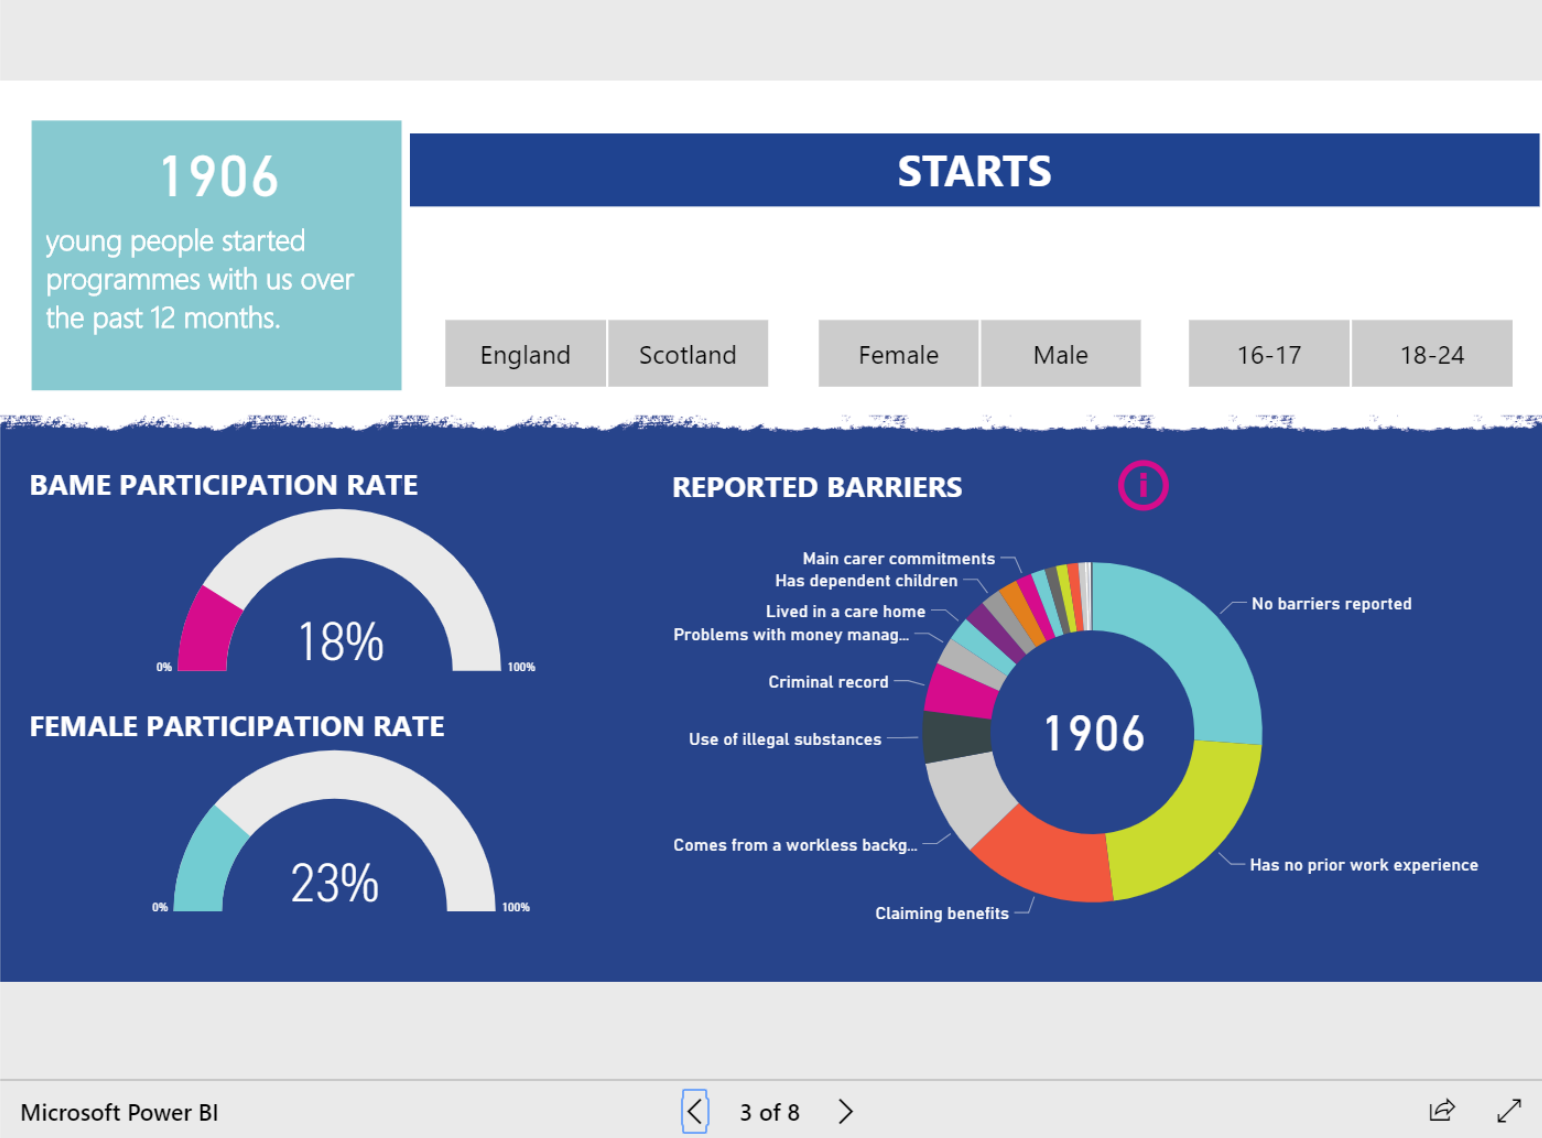 1906
young people started
programmes with us over
the past 12 months.
STARTS
England
Scotland
Female
Male
16-17
18-24
BAME PARTICIPATION RATE
18%
0%
100%
FEMALE PARTICIPATION RATE
23%
0%
100%
REPORTED BARRIERS
i
Main carer commitments
Has dependent children
Lived in a care home
Problems with money manag...
Criminal record
Use of illegal substances
Comes from a workless backg...
Claiming benefits
No barriers reported
Has no prior work experience
1906
Microsoft Power BI
3 of 8